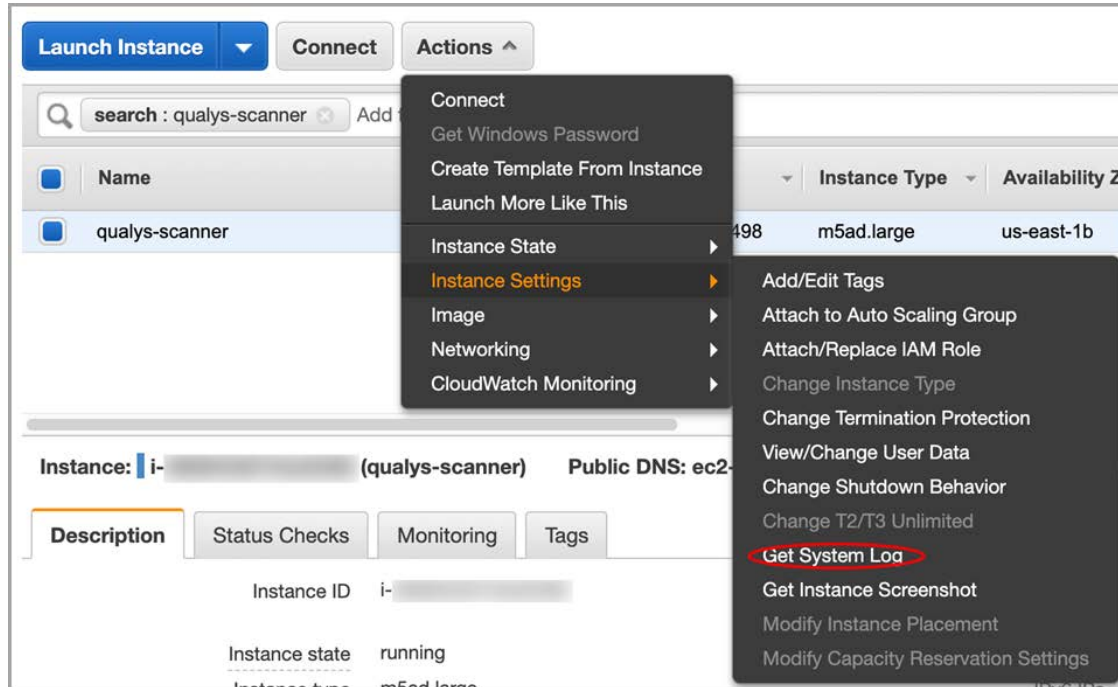 Launch Instance Connect Actions
search : qualys-scanner Add
Connect
Get Windows Password
Create Template From Instance
Launch More Like This
Instance State
Instance Settings
Image
Networking
CloudWatch Monitoring
Name Instance Type Availability Z
qualys-scanner 498 m5ad.large us-east-1b
Add/Edit Tags
Attach to Auto Scaling Group
Attach/Replace IAM Role
Change Instance Type
Change Termination Protection
View/Change User Data
Change Shutdown Behavior
Change T2/T3 Unlimited
Get System Log
Get Instance Screenshot
Modify Instance Placement
Modify Capacity Reservation Settings
Instance: i- (qualys-scanner) Public DNS: ec2-
Description Status Checks Monitoring Tags
Instance ID i-
Instance state running
Instance type m5ad.large